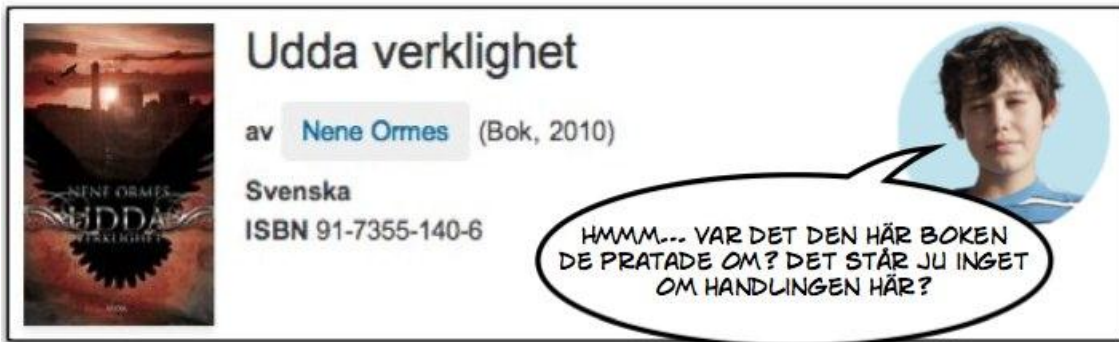 Udda verklighet
av Nene Ormes (Bok, 2010)
Svenska
ISBN 91-7355-140-6
NENE ORMES
UDDA
VERKLIGHET
HMMM... VAR DET DEN HÄR BOKEN
DE PRATADE OM? DET STÅR JU INGET
OM HANDLINGEN HÄR?